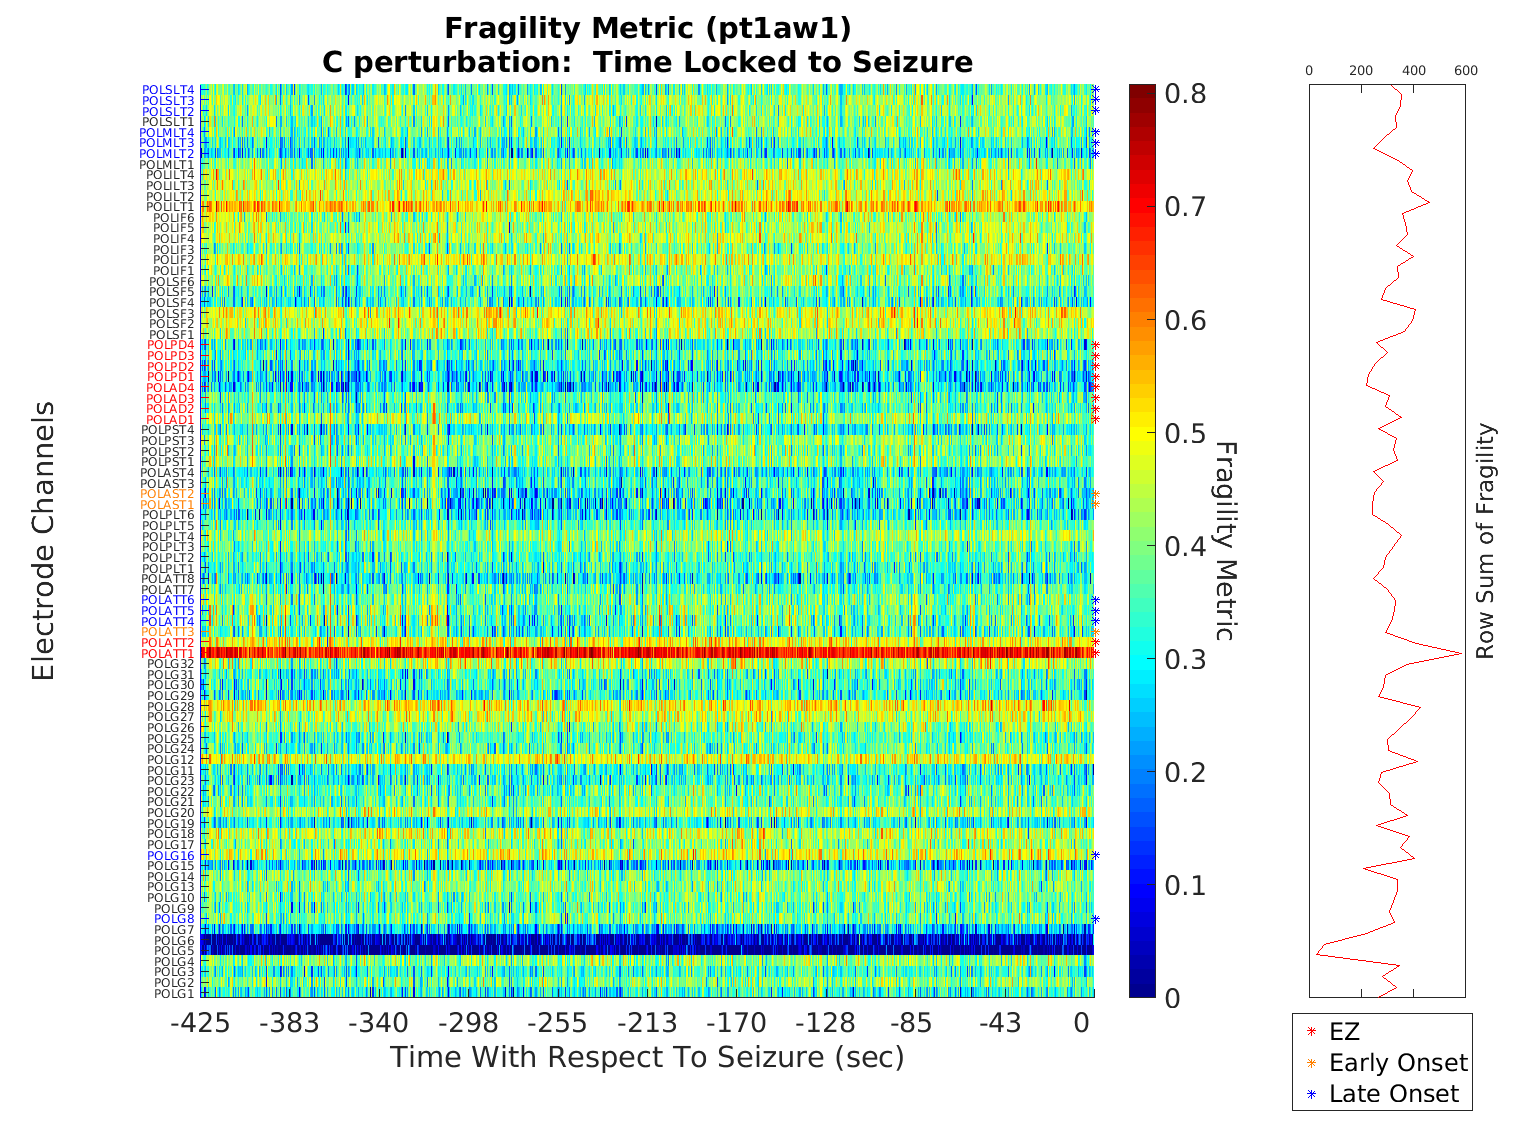 Fragility Metric (pt1aw1)
C perturbation:  Time Locked to Seizure
Electrode Channels
POLSLT4
POLSLT3
POLSLT2
POLSLT1
POLMLT4
POLMLT3
POLMLT2
POLMLT1
POLILT4
POLILT3
POLILT2
POLILT1
POLIF6
POLIF5
POLIF4
POLIF3
POLIF2
POLIF1
POLSF6
POLSF5
POLSF4
POLSF3
POLSF2
POLSF1
POLPD4
POLPD3
POLPD2
POLPD1
POLAD4
POLAD3
POLAD2
POLAD1
POLPST4
POLPST3
POLPST2
POLPST1
POLAST4
POLAST3
POLAST2
POLAST1
POLPLT6
POLPLT5
POLPLT4
POLPLT3
POLPLT2
POLPLT1
POLATT8
POLATT7
POLATT6
POLATT5
POLATT4
POLATT3
POLATT2
POLATT1
POLG32
POLG31
POLG30
POLG29
POLG28
POLG27
POLG26
POLG25
POLG24
POLG12
POLG11
POLG23
POLG22
POLG21
POLG20
POLG19
POLG18
POLG17
POLG16
POLG15
POLG14
POLG13
POLG10
POLG9
POLG8
POLG7
POLG6
POLG5
POLG4
POLG3
POLG2
POLG1
-425 -383 -340 -298 -255 -213 -170 -128 -85 -43 0
Time With Respect To Seizure (sec)
0.8
0.7
0.6
0.5
0.4
0.3
0.2
0.1
0
Fragility Metric
0 200 400 600
Row Sum of Fragility
EZ
Early Onset
Late Onset